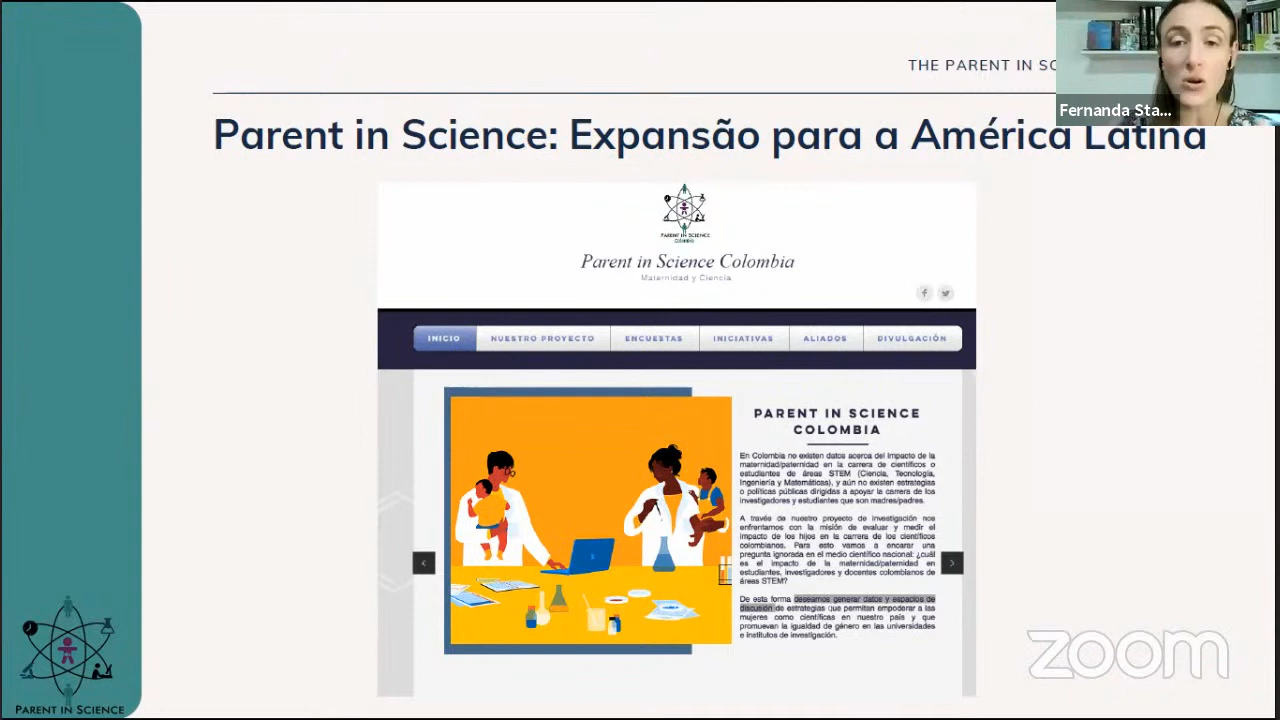 THE PARENT IN SC
Fernanda Sta...
Parent in Science: Expansão para a América Latina
PARENT IN SCIENCE
COLOMBIA
Parent in Science Colombia
Maternidad y Ciencia
INICIO NUESTRO PROYECTO ENCUESTAS INICIATIVAS ALIADOS DIVULGACIÓN
PARENT IN SCIENCE
COLOMBIA
En Colombia no existen datos acerca del impacto de la
maternidad/paternidad en la carrera de científicos o
estudiantes de áreas STEM (Ciencia, Tecnología,
Ingeniería y Matemáticas), y aún no existen estrategias
o políticas públicas dirigidas a apoyar la carrera de los
investigadores y estudiantes que son madres/padres.
A través de nuestro proyecto de investigación nos
enfrentamos con la misión de evaluar y medir el
impacto de los hijos en la carrera de los científicos
colombianos. Para esto vamos a encarar una
pregunta ignorada en el medio científico nacional: ¿cuál
es el impacto de la maternidad/paternidad en
estudiantes, investigadores y docentes colombianos de
áreas STEM?
De esta forma deseamos generar datos y espacios de
discusión de estrategias que permitan empoderar a las
mujeres como científicas en nuestro país y que
promuevan la igualdad de género en las universidades
e institutos de investigación.
PARENT IN SCIENCE
zoom